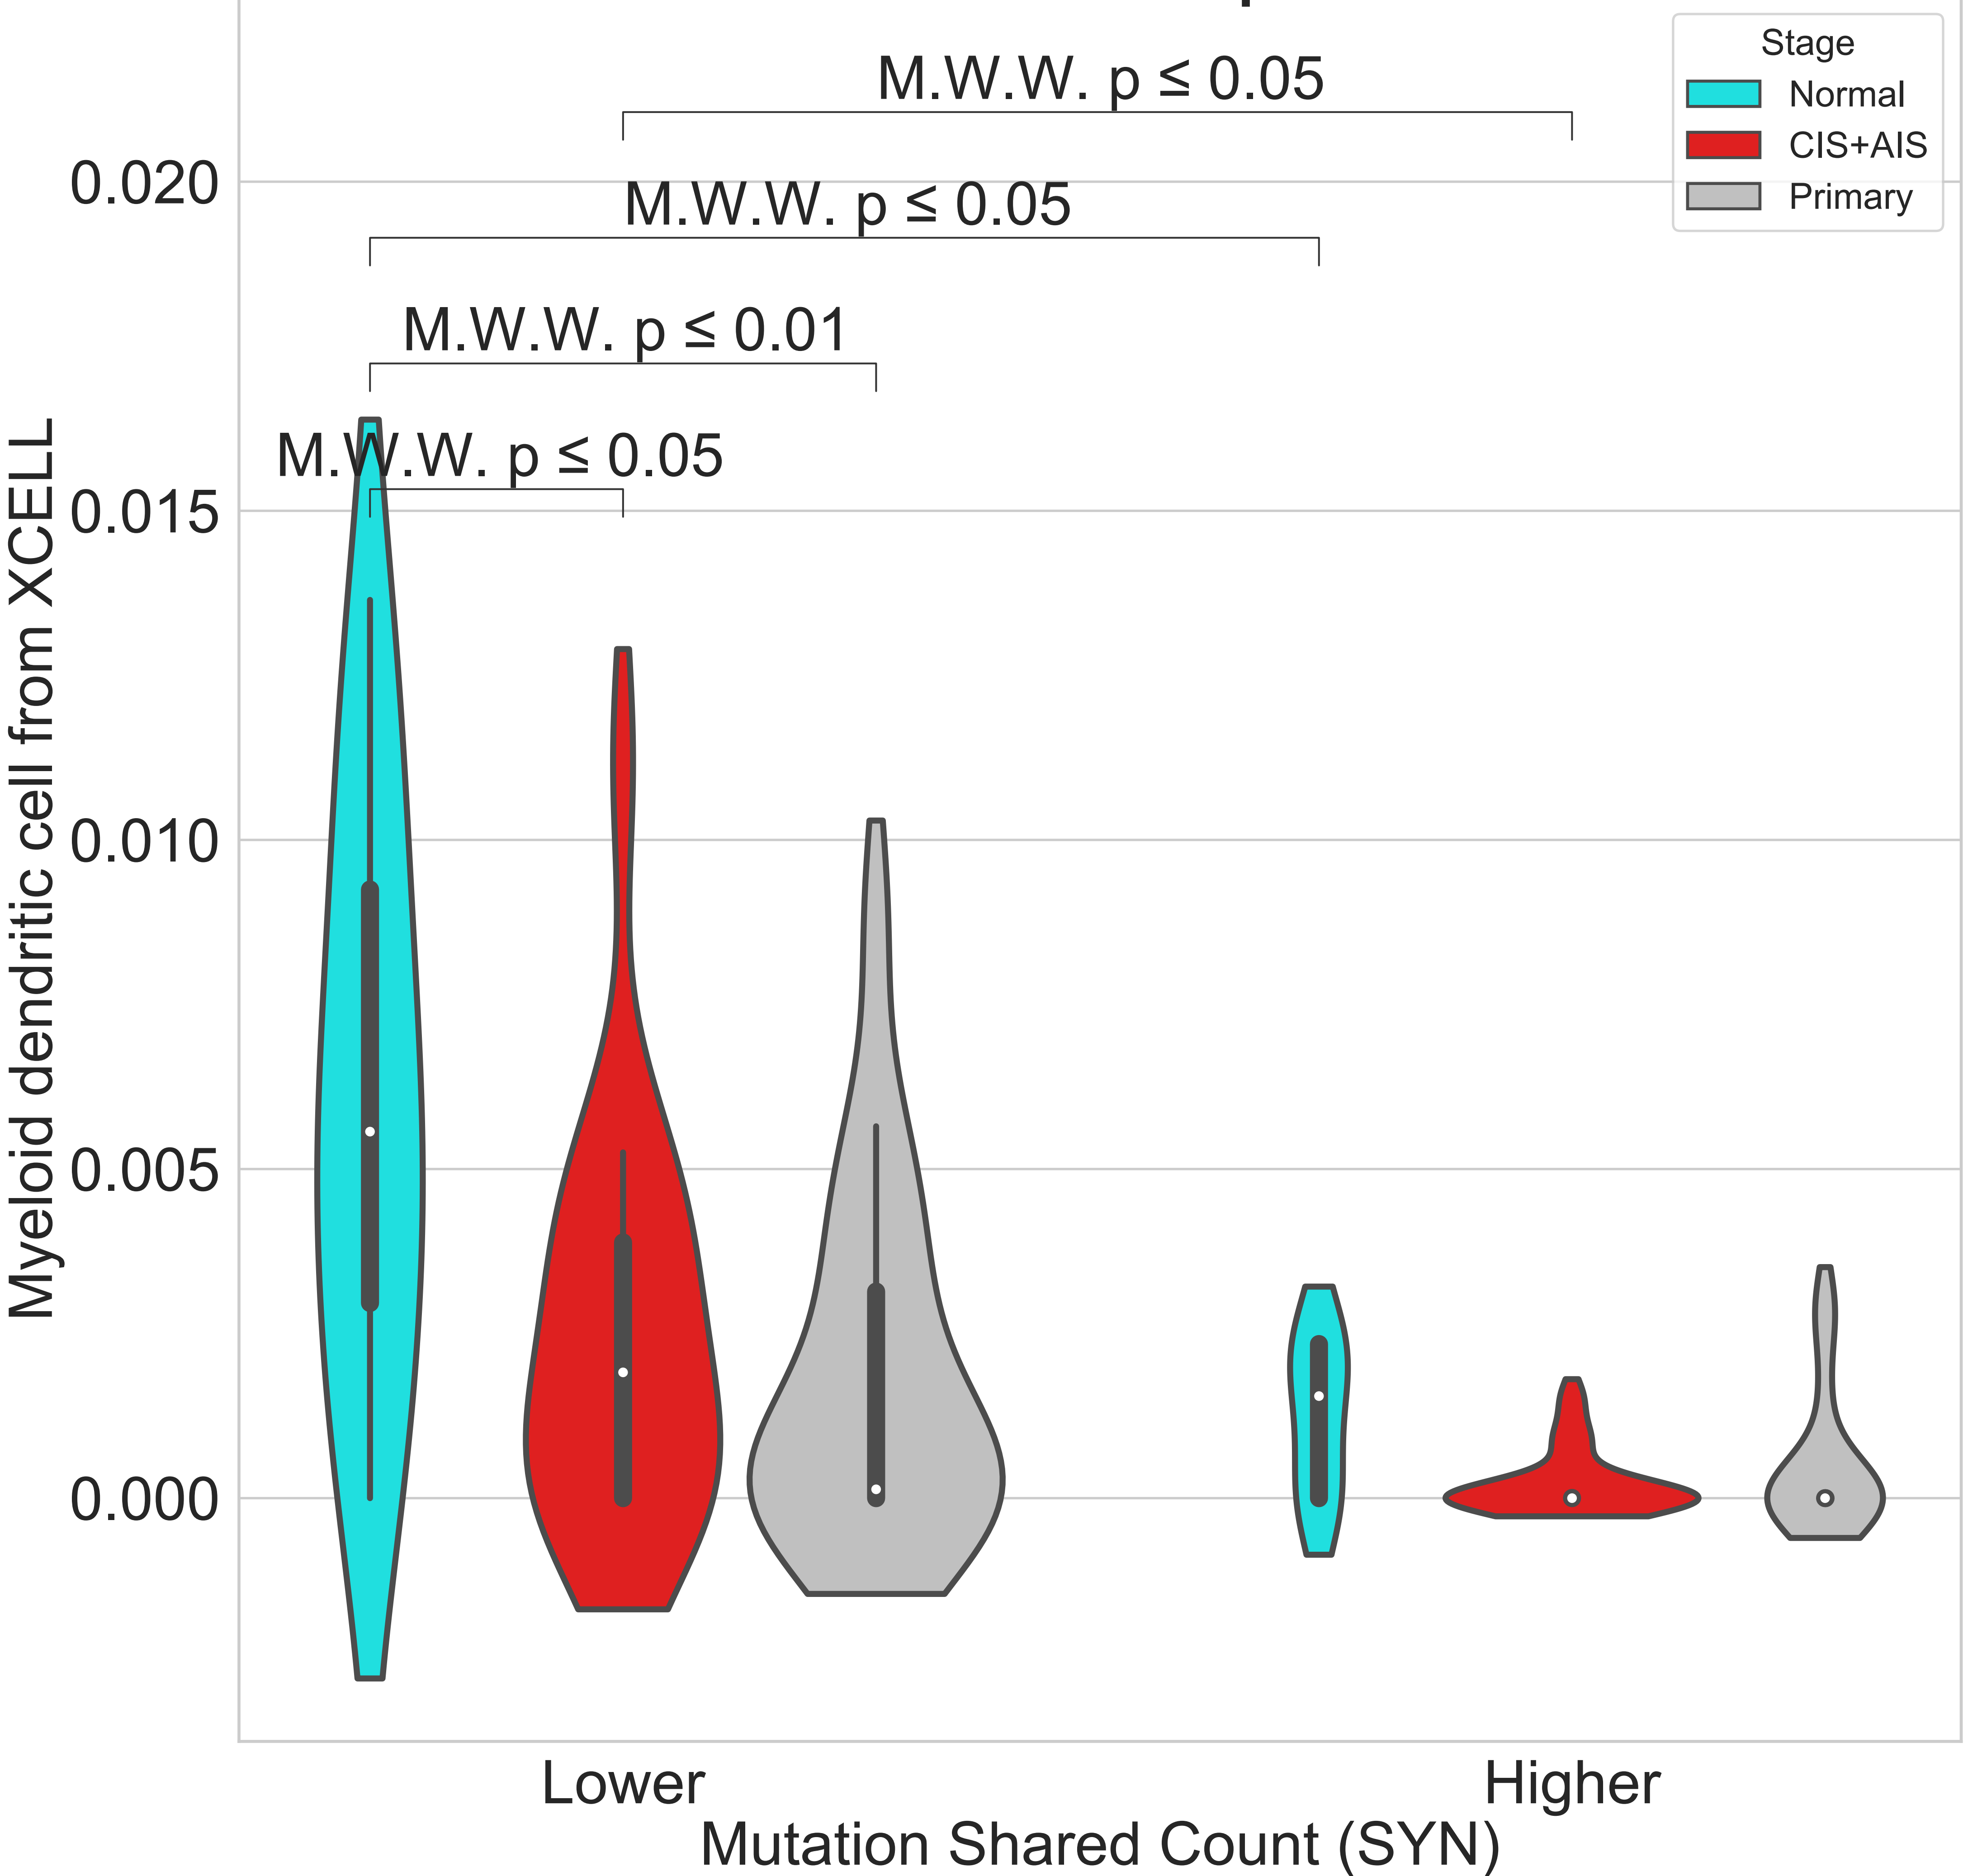 M.W.W. p ≤ 0.05
M.W.W. p ≤ 0.05
M.W.W. p ≤ 0.01
M.W.W. p ≤ 0.05
Stage
Normal
CIS+AIS
Primary
Myeloid dendritic cell from XCELL
0.020
0.015
0.010
0.005
0.000
Lower
Higher
Mutation Shared Count (SYN)